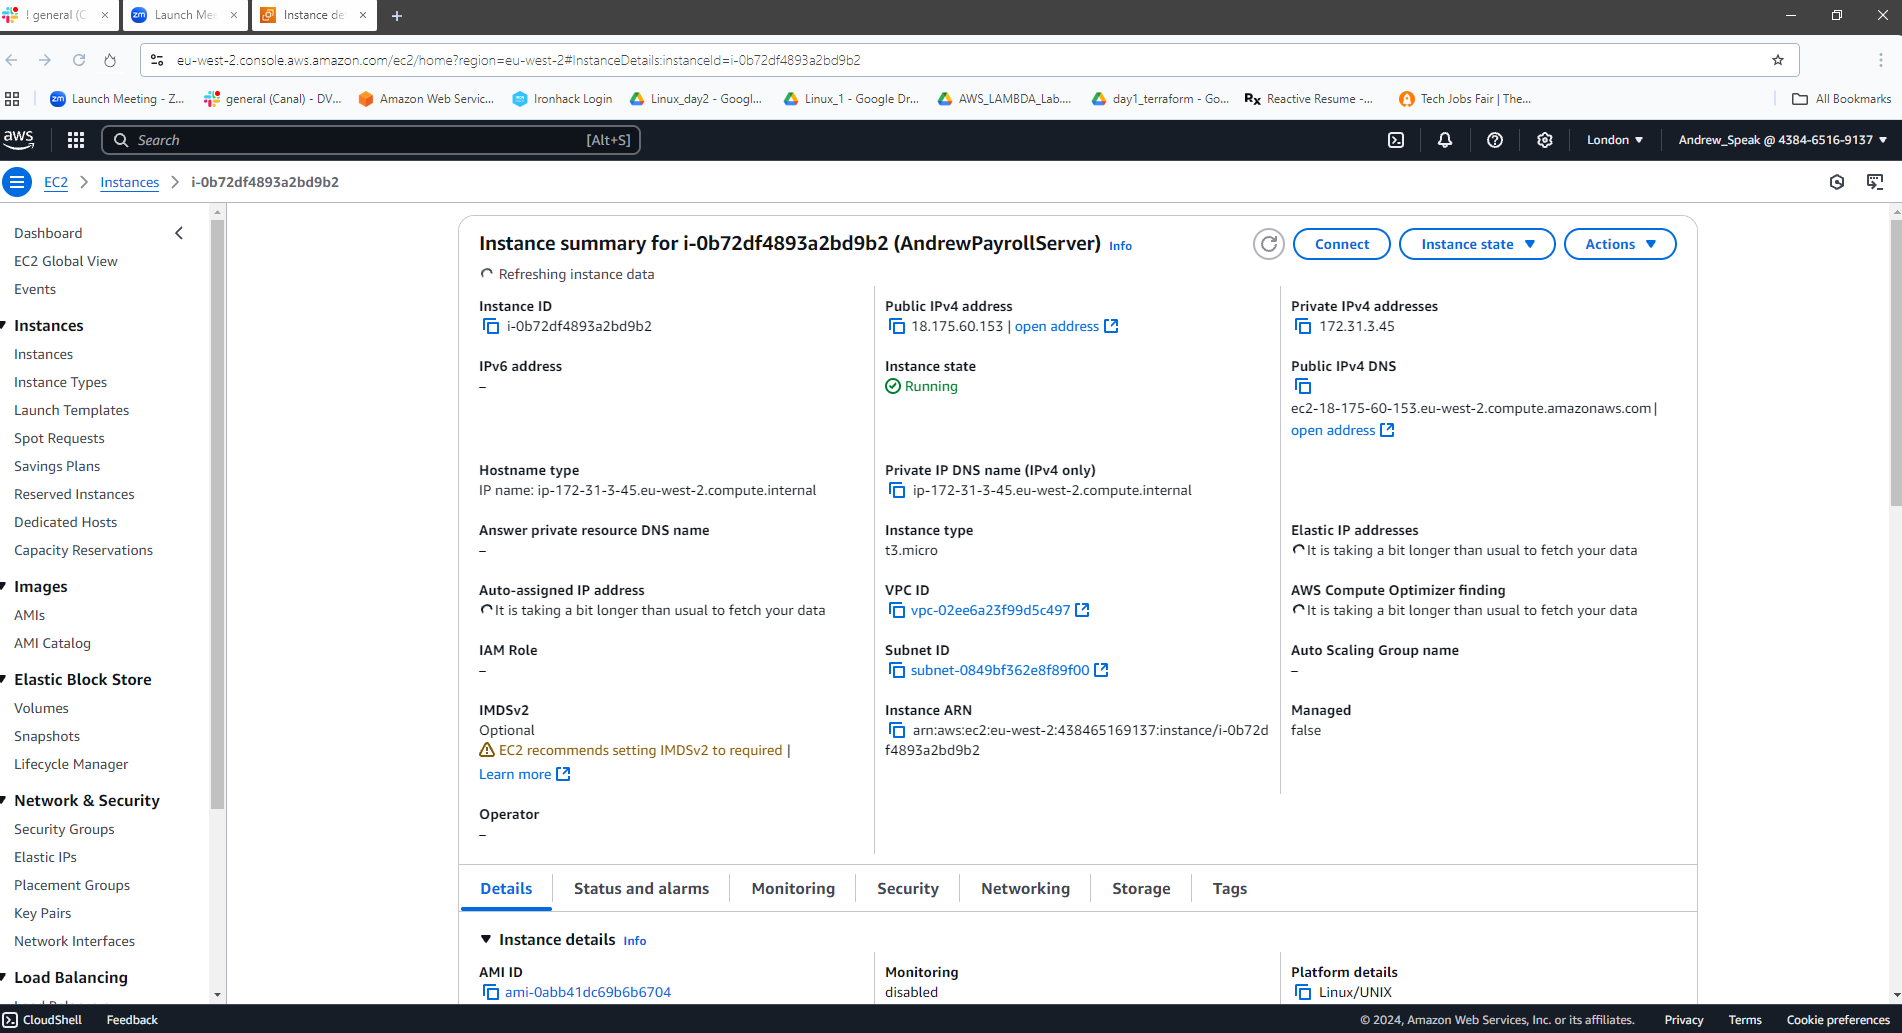 ! general (C
Launch Mee
Instance de
eu-west-2.console.aws.amazon.com/ec2/home?region=eu-west-2#InstanceDetails:instanceId=i-0b72df4893a2bd9b2
Launch Meeting - Z...
general (Canal) - DV...
Amazon Web Servic...
Ironhack Login
Linux_day2 - Googl...
Linux_1 - Google Dr...
AWS_LAMBDA_Lab....
day1_terraform - Go...
Rx Reactive Resume -...
Tech Jobs Fair | The...
All Bookmarks
aws
Search [Alt+S]
London
Andrew_Speak @ 4384-6516-9137
EC2 > Instances > i-0b72df4893a2bd9b2
Dashboard
EC2 Global View
Events
Instances
Instances
Instance Types
Launch Templates
Spot Requests
Savings Plans
Reserved Instances
Dedicated Hosts
Capacity Reservations
Images
AMIs
AMI Catalog
Elastic Block Store
Volumes
Snapshots
Lifecycle Manager
Network & Security
Security Groups
Elastic IPs
Placement Groups
Key Pairs
Network Interfaces
Load Balancing
Instance summary for i-0b72df4893a2bd9b2 (AndrewPayrollServer) Info
Connect
Instance state
Actions
Refreshing instance data
Instance ID
i-0b72df4893a2bd9b2
Public IPv4 address
18.175.60.153 | open address
Private IPv4 addresses
172.31.3.45
IPv6 address
–
Instance state
Running
Public IPv4 DNS
ec2-18-175-60-153.eu-west-2.compute.amazonaws.com |
open address
Hostname type
IP name: ip-172-31-3-45.eu-west-2.compute.internal
Private IP DNS name (IPv4 only)
ip-172-31-3-45.eu-west-2.compute.internal
Answer private resource DNS name
–
Instance type
t3.micro
Elastic IP addresses
It is taking a bit longer than usual to fetch your data
Auto-assigned IP address
It is taking a bit longer than usual to fetch your data
VPC ID
vpc-02ee6a23f99d5c497
AWS Compute Optimizer finding
It is taking a bit longer than usual to fetch your data
IAM Role
–
Subnet ID
subnet-0849bf362e8f89f00
Auto Scaling Group name
–
IMDSv2
Optional
EC2 recommends setting IMDSv2 to required |
Learn more
Instance ARN
arn:aws:ec2:eu-west-2:438465169137:instance/i-0b72d
f4893a2bd9b2
Managed
false
Operator
–
Details
Status and alarms
Monitoring
Security
Networking
Storage
Tags
Instance details Info
AMI ID
ami-0abb41dc69b6b6704
Monitoring
disabled
Platform details
Linux/UNIX
CloudShell
Feedback
© 2024, Amazon Web Services, Inc. or its affiliates.
Privacy
Terms
Cookie preferences